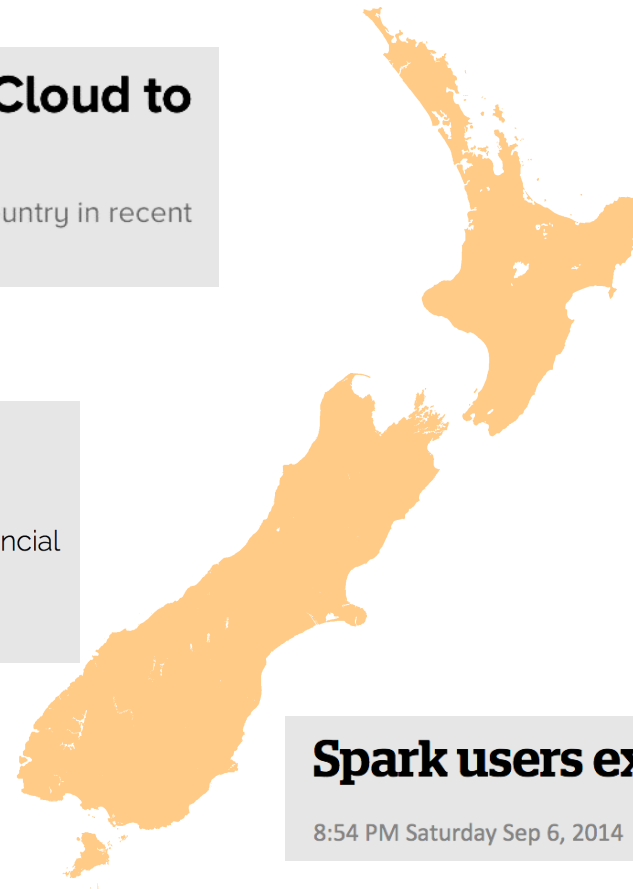 Cloud to
untry in recent
ncial
Spark users ex
8:54 PM Saturday Sep 6, 2014